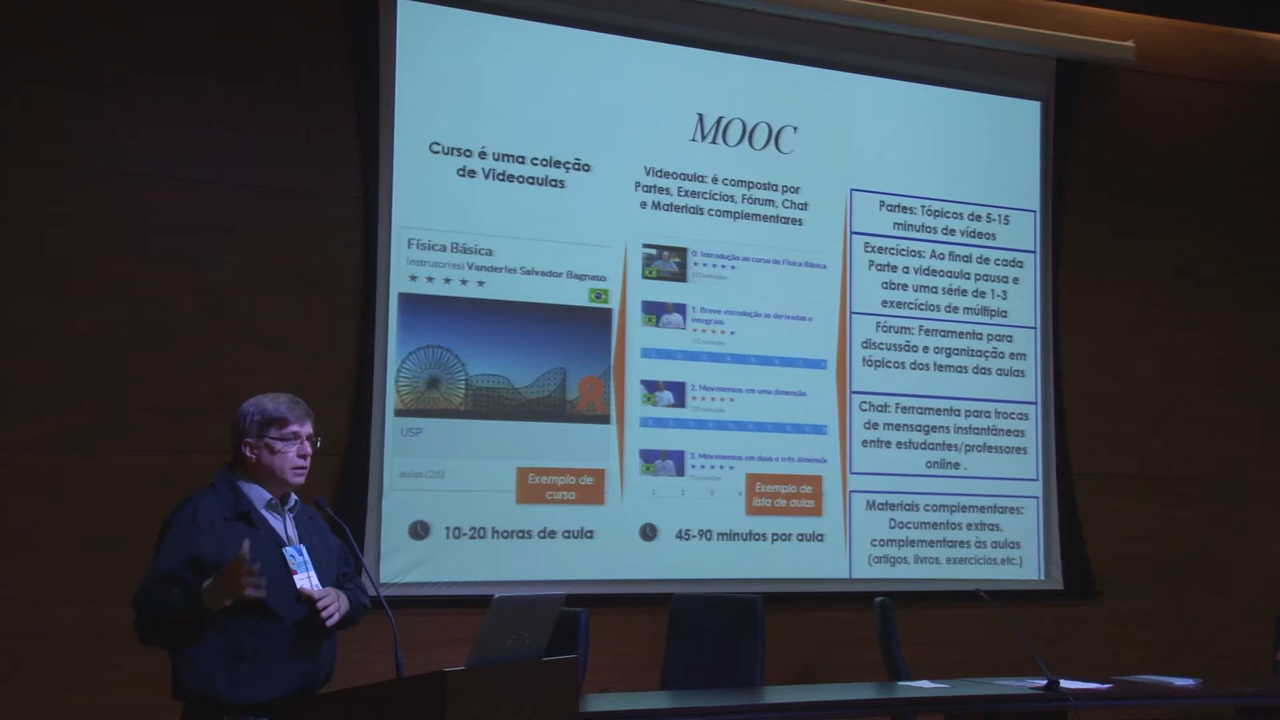 MOOC
Curso é uma coleção
de Videoaulas
Física Básica
Instrutor(es) Vanderlei Salvador Bagnato
USP
aulas (26)
Exemplo de
curso
10-20 horas de aula
Videoaula: é composta por
Partes, Exercícios, Fórum, Chat
e Materiais complementares
0. Introdução ao curso de Física Básica
1. Breve introdução às derivadas e
integrais
2. Movimentos em uma dimensão
3. Movimentos em duas e três dimensõe
Exemplo de
lista de aulas
45-90 minutos por aula
Partes: Tópicos de 5-15
minutos de vídeos
Exercícios: Ao final de cada
Parte a videoaula pausa e
abre uma série de 1-3
exercícios de múltipla
Fórum: Ferramenta para
discussão e organização em
tópicos dos temas das aulas
Chat: Ferramenta para trocas
de mensagens instantâneas
entre estudantes/professores
online .
Materiais complementares:
Documentos extras,
complementares às aulas
(artigos, livros, exercícios,etc.)